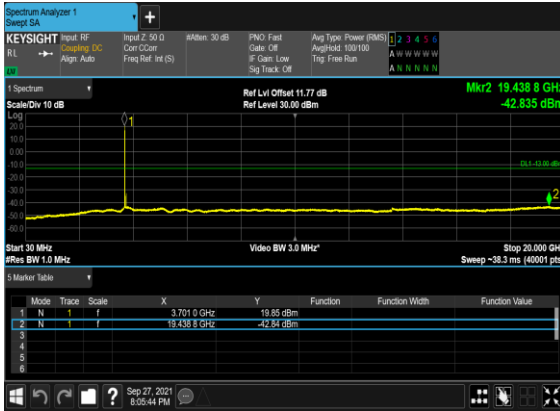 Spectrum Analyzer 1
Swept SA
+
KEYSIGHT Input: RF Input Z: 50 Ω #Atten: 30 dB PNO: Fast Avg Type: Power (RMS) 1 2 3 4 5 6
RL Coupling: DC Corr CCorr Gate: Off Avg|Hold: 100/100 A W W W W W
Align: Auto Freq Ref: Int (S) IF Gain: Low Trig: Free Run
LXI Sig Track: Off A N N N N N
1 Spectrum Ref Lvl Offset 11.77 dB Mkr2 19.438 8 GHz
Scale/Div 10 dB Ref Level 30.00 dBm -42.835 dBm
Log
20.0
10.0
0.00
DL1 -13.00 dBm
-10.0
-20.0
-30.0
-40.0
-50.0
-60.0
1
2
Start 30 MHz Video BW 3.0 MHz* Stop 20.000 GH
#Res BW 1.0 MHz Sweep ~38.3 ms (40001 pts
5 Marker Table
Mode Trace Scale X Y Function Function Width Function Value
1 N 1 f 3.701 0 GHz 19.85 dBm
2 N 1 f 19.438 8 GHz -42.84 dBm
3
4
5
6
? Sep 27, 2021
8:05:44 PM